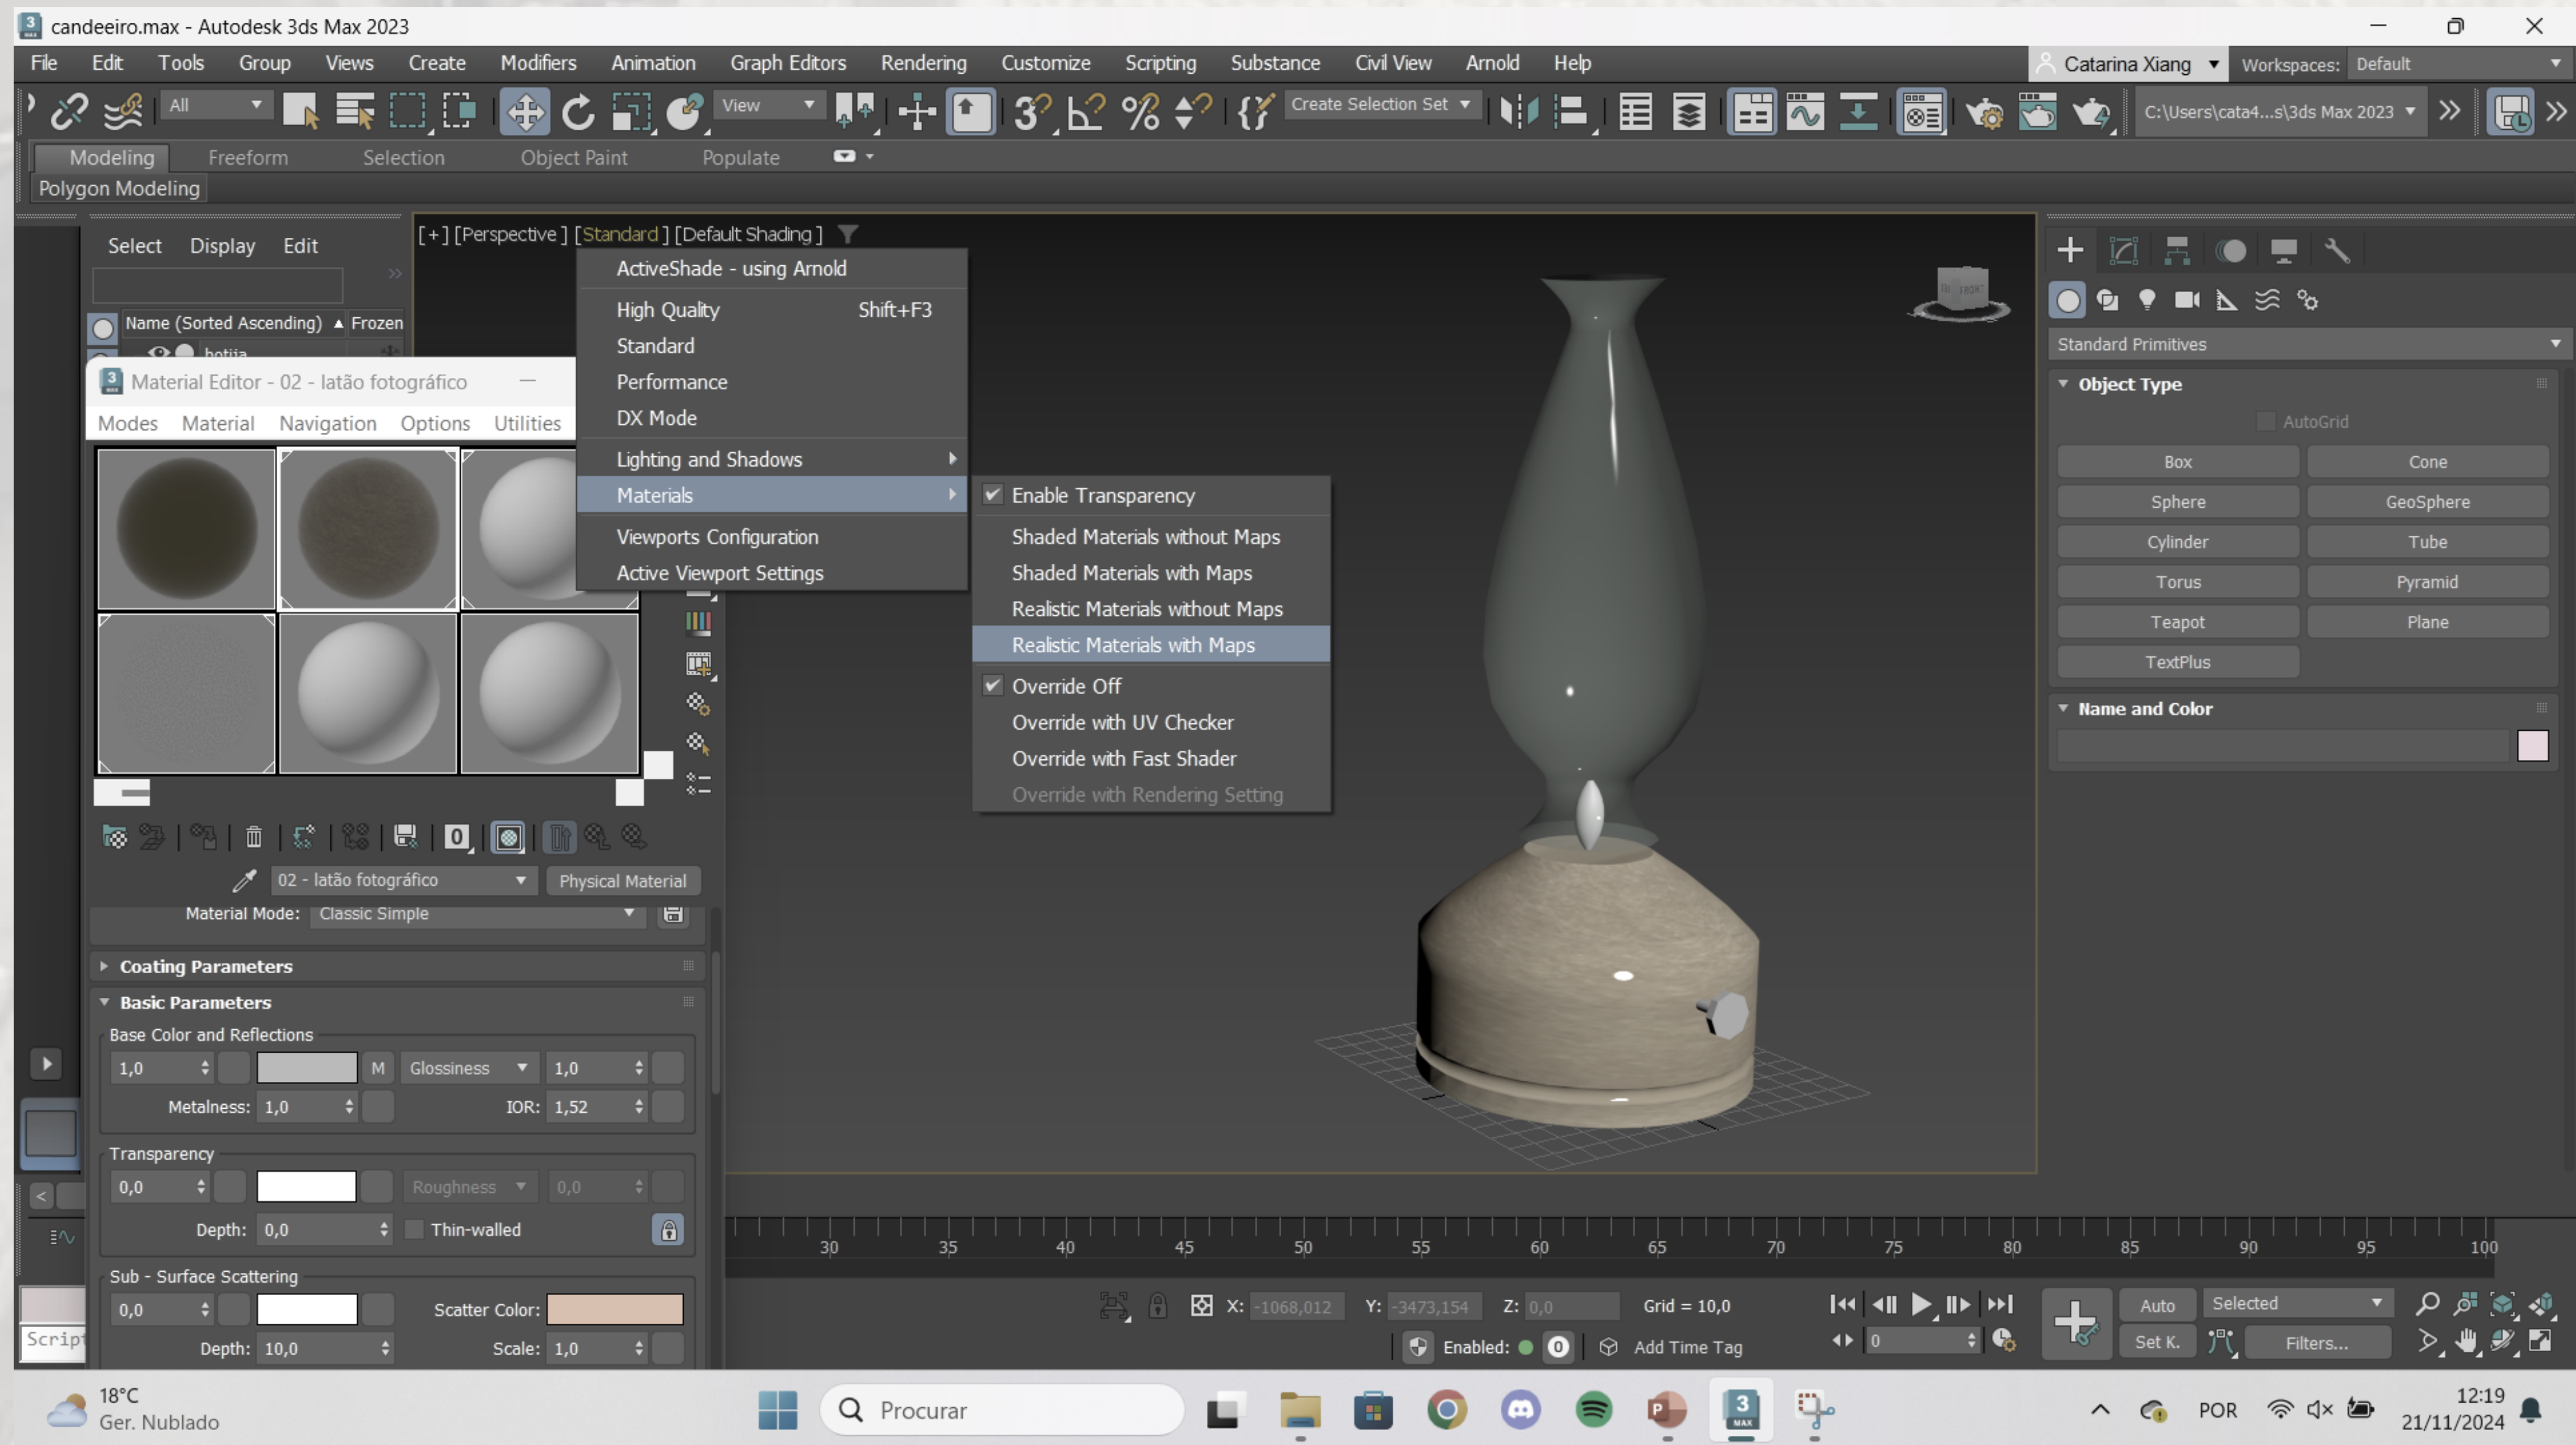 candeeiro.max - Autodesk 3ds Max 2023
File Edit Tools Group Views Create Modifiers Animation Graph Editors Rendering Customize Scripting Substance Civil View Arnold Help
Catarina Xiang Workspaces: Default
All View Create Selection Set C:\Users\cata4...s\3ds Max 2023
Modeling Freeform Selection Object Paint Populate
Polygon Modeling
Select Display Edit
Name (Sorted Ascending) Frozen
[+] [Perspective] [Standard] [Default Shading]
ActiveShade - using Arnold
High Quality Shift+F3
Standard
Performance
DX Mode
Lighting and Shadows
Materials
Viewports Configuration
Active Viewport Settings
Enable Transparency
Shaded Materials without Maps
Shaded Materials with Maps
Realistic Materials without Maps
Realistic Materials with Maps
Override Off
Override with UV Checker
Override with Fast Shader
Override with Rendering Setting
Material Editor - 02 - latão fotográfico
Modes Material Navigation Options Utilities
02 - latão fotográfico Physical Material
Material Mode: Classic Simple
Coating Parameters
Basic Parameters
Base Color and Reflections
1,0 M Glossiness 1,0
Metalness: 1,0 IOR: 1,52
Transparency
0,0 Roughness 0,0
Depth: 0,0 Thin-walled
Sub - Surface Scattering
0,0 Scatter Color:
Depth: 10,0 Scale: 1,0
FRONT
Standard Primitives
Object Type
AutoGrid
Box Cone
Sphere GeoSphere
Cylinder Tube
Torus Pyramid
Teapot Plane
TextPlus
Name and Color
30 35 40 45 50 55 60 65 70 75 80 85 90 95 100
X: -1068,012 Y: -3473,154 Z: 0,0 Grid = 10,0
Enabled: 0 Add Time Tag
0
Auto Selected
Set K. Filters...
Script
18°C
Ger. Nublado
Procurar
POR
12:19
21/11/2024